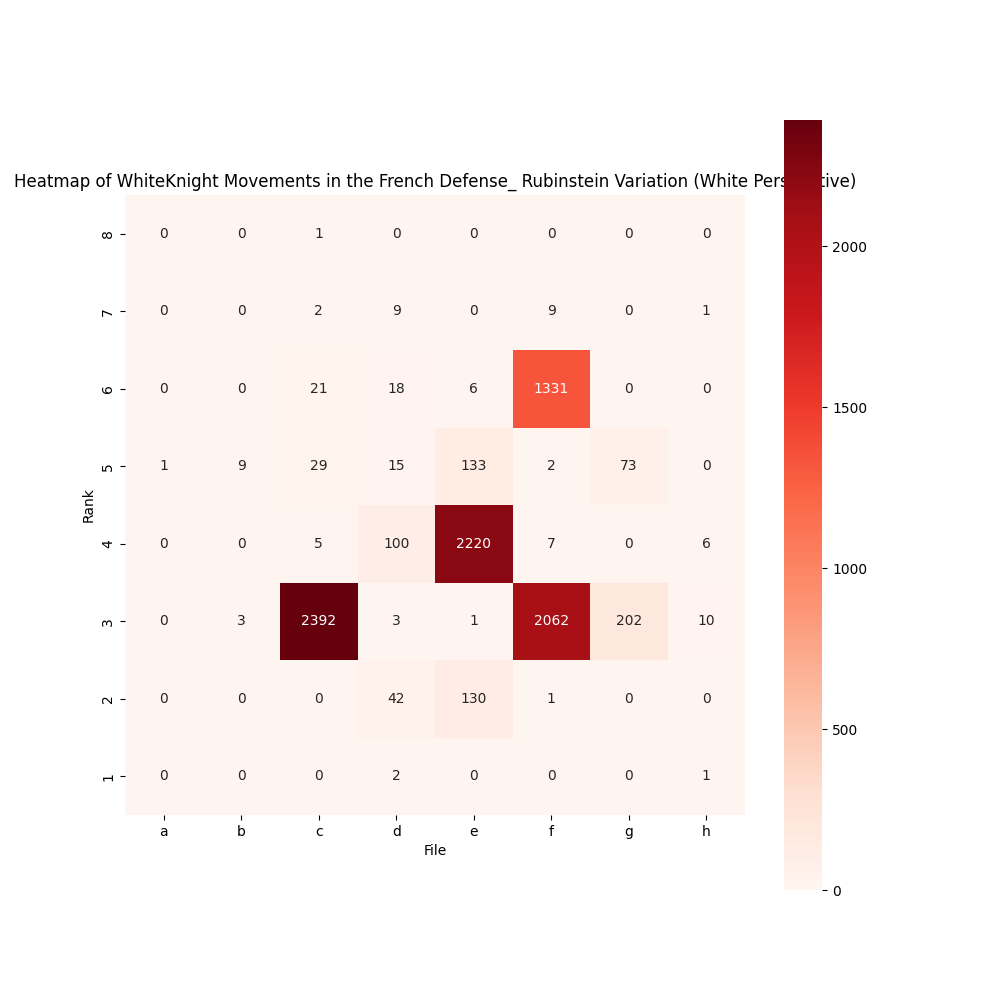 Heatmap of WhiteKnight Movements in the French Defense_ Rubinstein Variation (White Perspective)
8 0 0 1 0 0 0 0 0
2000
7 0 0 2 9 0 9 0 1
6 0 0 21 18 6 1331 0 0
1500
5 1 9 29 15 133 2 73 0
Rank
4 0 0 5 100 2220 7 0 6
1000
3 0 3 2392 3 1 2062 202 10
2 0 0 0 42 130 1 0 0
500
1 0 0 0 2 0 0 0 1
a b c d e f g h
File
0